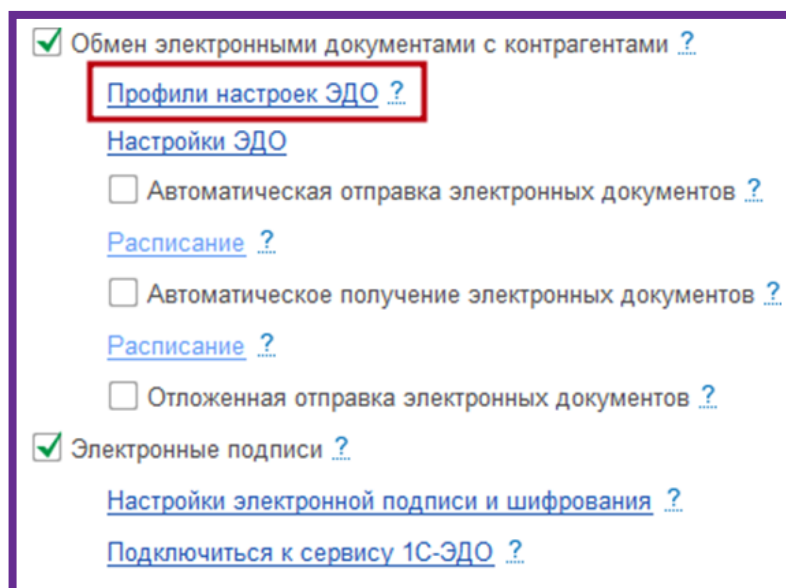 Обмен электронными документами с контрагентами ?
Профили настроек ЭДО ?
Настройки ЭДО
Автоматическая отправка электронных документов ?
Расписание ?
Автоматическое получение электронных документов ?
Расписание ?
Отложенная отправка электронных документов ?
Электронные подписи ?
Настройки электронной подписи и шифрования ?
Подключиться к сервису 1С-ЭДО ?